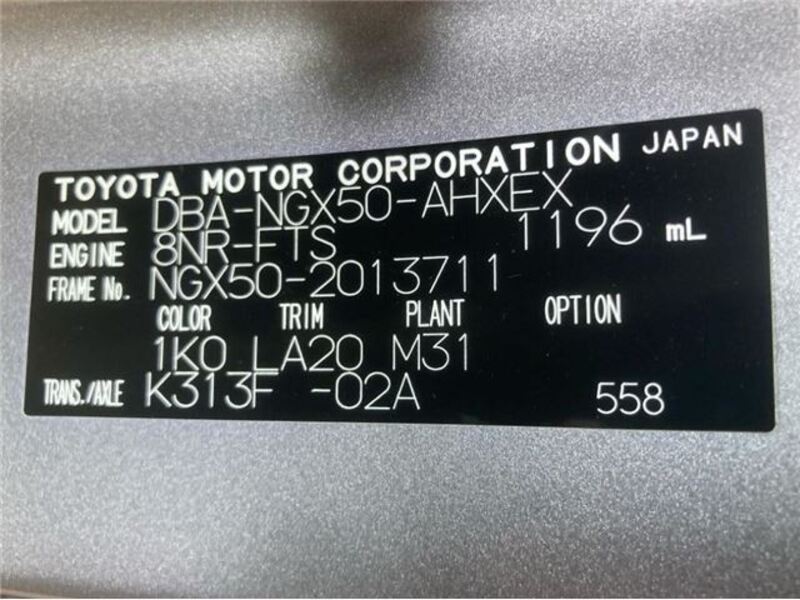 TOYOTA MOTOR CORPORATION JAPAN
MODEL DBA-NGX50-AHXEX
ENGINE 8NR-FTS 1196 mL
FRAME No. NGX50-2013711
COLOR TRIM PLANT OPTION
1K0 LA20 M31
TRANS./AXLE K313F -02A 558